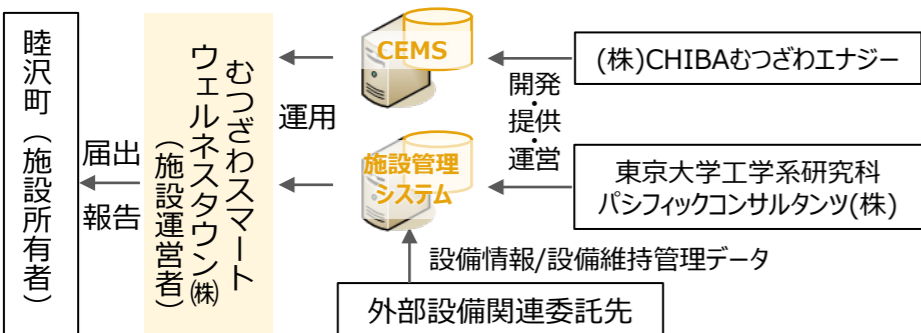 睦沢町（施設所有者）
届出
報告
むつざわスマート
ウェルネスタウン㈱
（施設運営者）
運用
CEMS
施設管理
システム
開発
・
提供
・
運営
(株)CHIBAむつざわエナジー
東京大学工学系研究科
パシフィックコンサルタンツ(株)
設備情報/設備維持管理データ
外部設備関連委託先